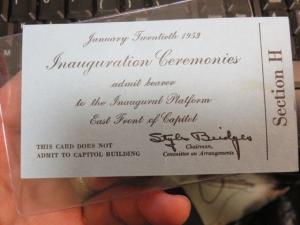 January Twentieth 1953
Inauguration Ceremonies
admit bearer
to the Inaugural Platform
East Front of Capitol
Styles Bridges
Chairman,
Committee on Arrangements
THIS CARD DOES NOT
ADMIT TO CAPITOL BUILDING
Section H